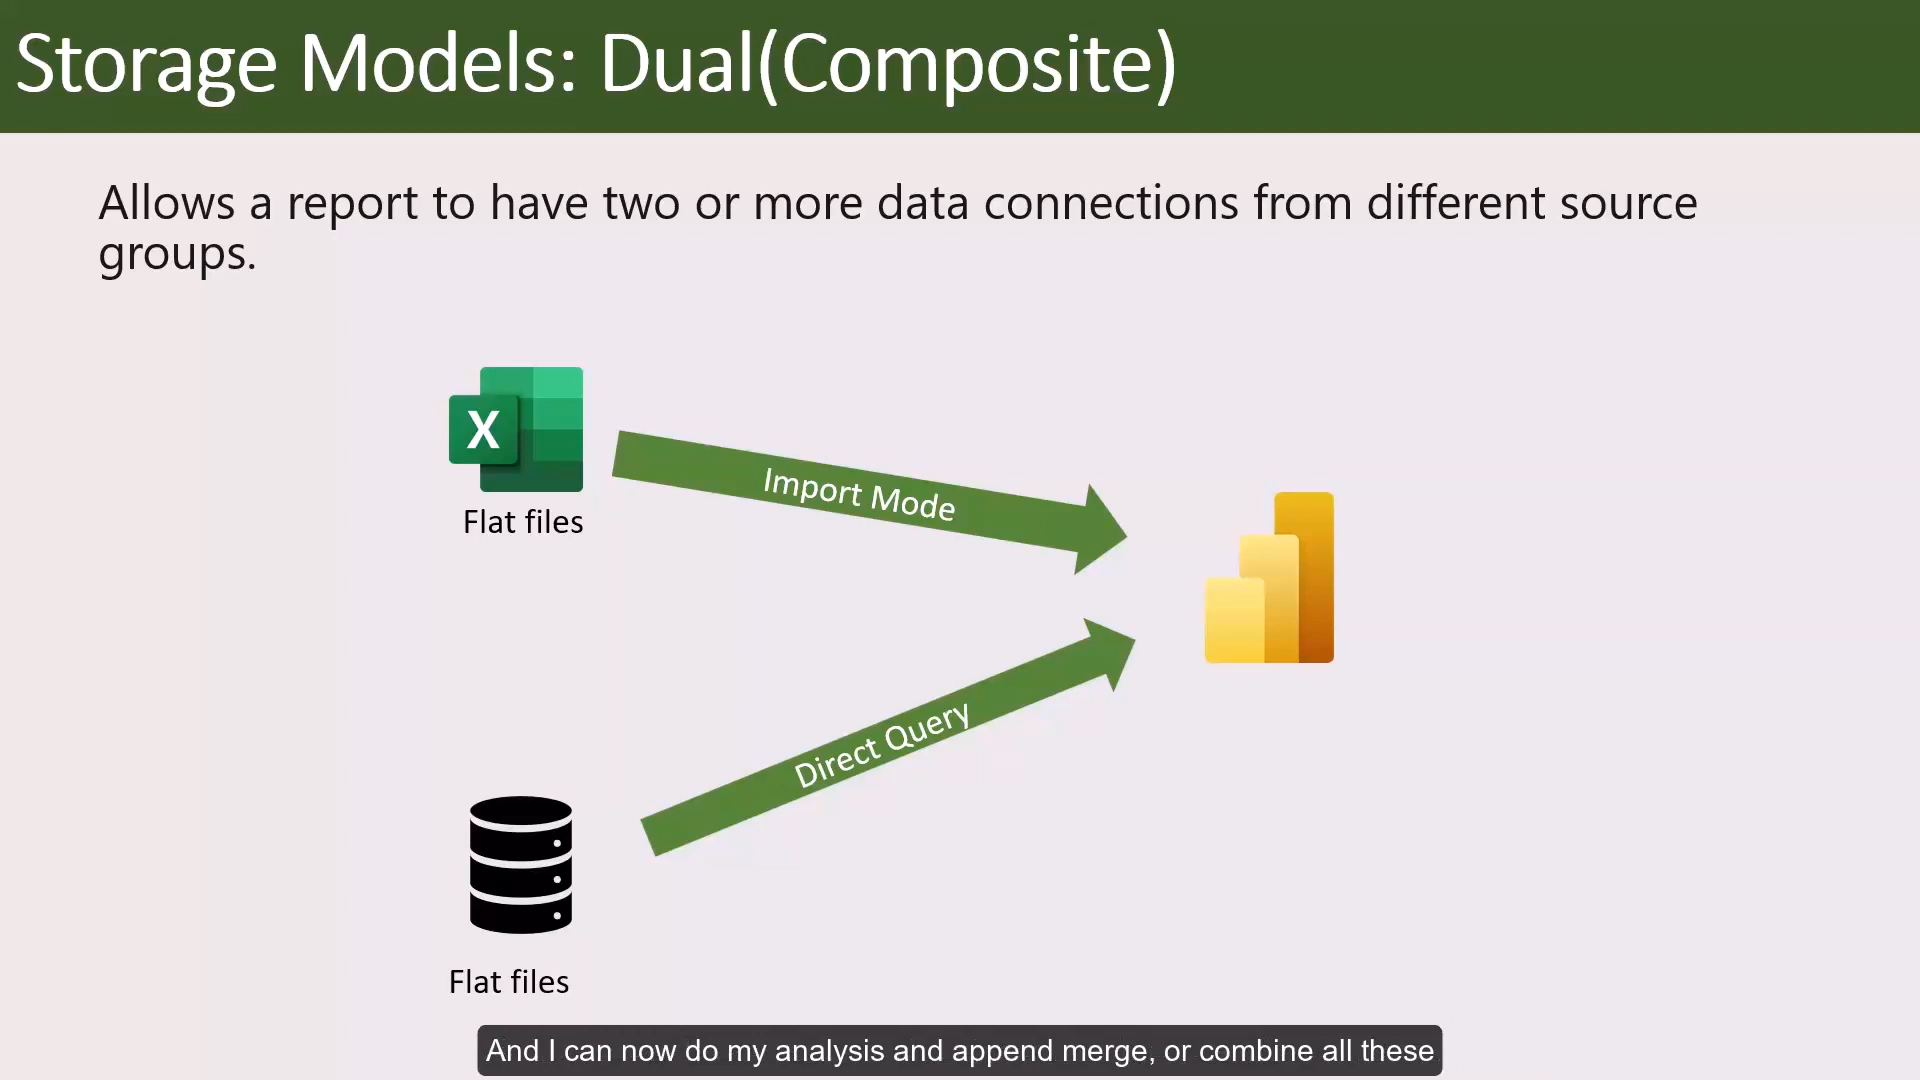 Storage Models: Dual(Composite)
Allows a report to have two or more data connections from different source
groups.
X
Flat files
Import Mode
Direct Query
Flat files
And I can now do my analysis and append merge, or combine all these